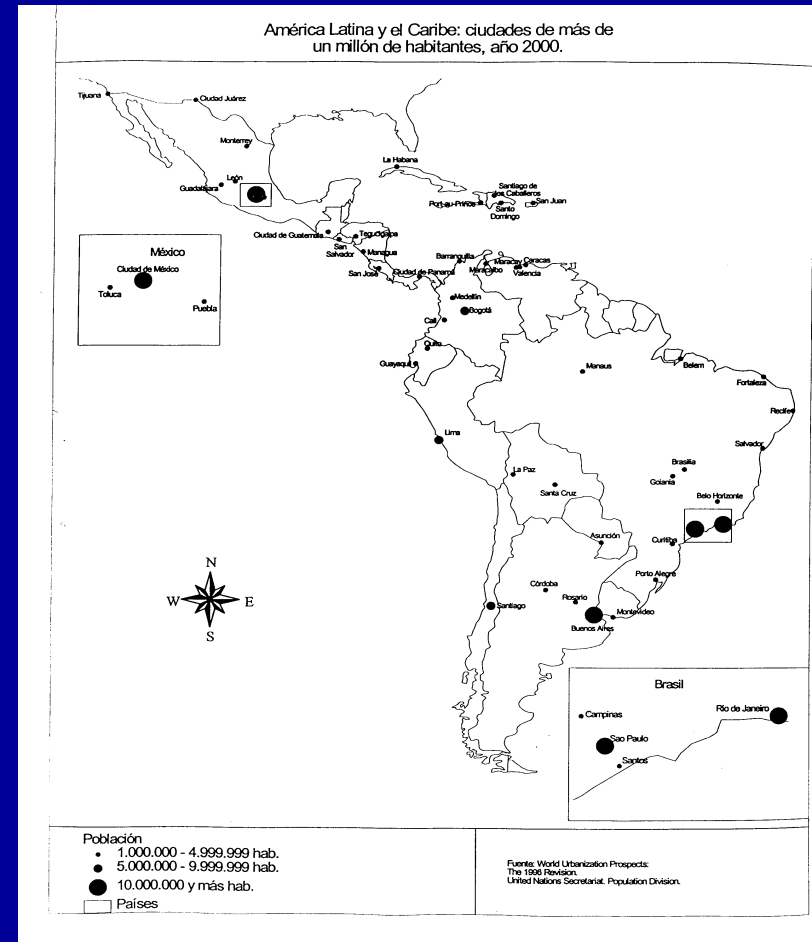 América Latina y el Caribe: ciudades de más de
un millón de habitantes, año 2000.
Tijuana
Ciudad Juárez
Monterrey
La Habana
León
Guadalajara
Santiago de
los Caballeros
Port-au-Prince
Santo
Domingo
San Juan
Ciudad de Guatemala
Tegucigalpa
San
Salvador
Managua
San José
Ciudad de Panamá
Barranquilla
Maracaibo
Maracay
Caracas
Valencia
México
Ciudad de México
Toluca
Puebla
Medellín
Bogotá
Cali
Quito
Guayaquil
Manaus
Belem
Fortaleza
Recife
Lima
Salvador
La Paz
Brasilia
Santa Cruz
Goiania
Belo Horizonte
Asunción
Curitiba
N
W
E
S
Córdoba
Porto Alegre
Rosario
Santiago
Montevideo
Buenos Aires
Brasil
Campinas
Río de Janeiro
Sao Paulo
Santos
Población
1.000.000 - 4.999.999 hab.
5.000.000 - 9.999.999 hab.
10.000.000 y más hab.
Países
Fuente: World Urbanization Prospects:
The 1996 Revision.
United Nations Secretariat. Population Division.